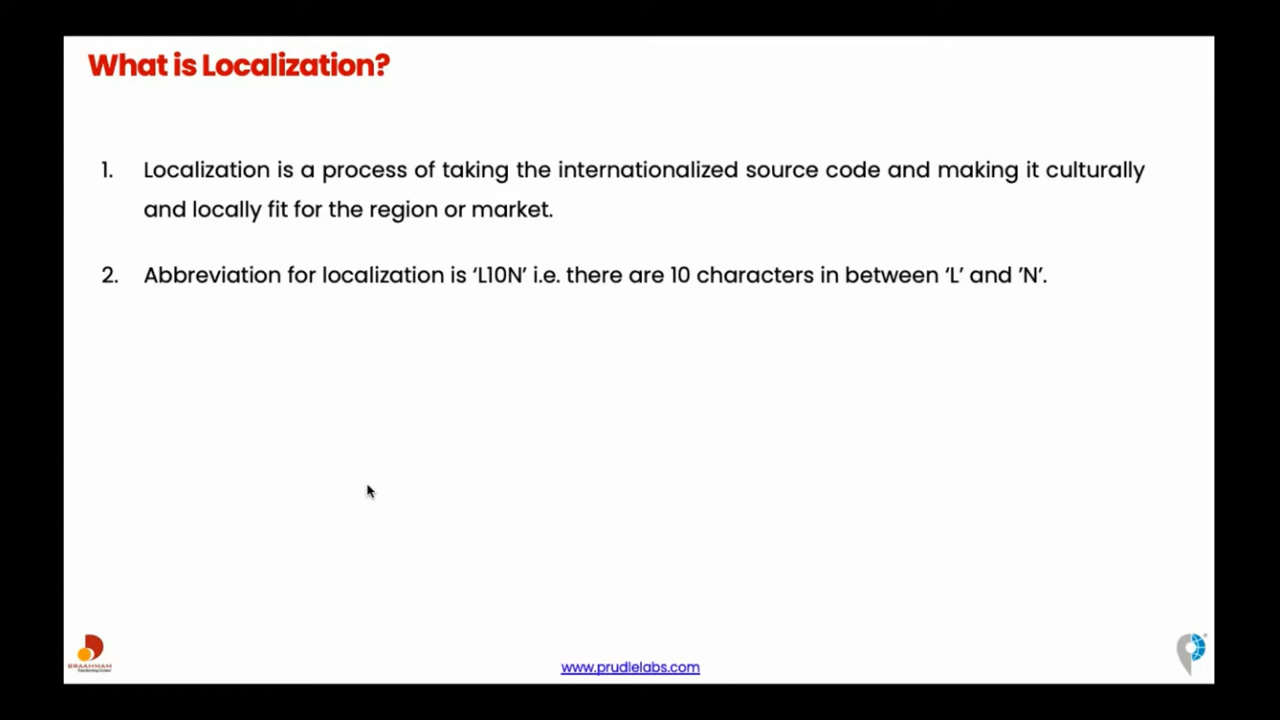 What is Localization?
1. Localization is a process of taking the internationalized source code and making it culturally
and locally fit for the region or market.
2. Abbreviation for localization is ‘L10N’ i.e. there are 10 characters in between ‘L’ and ’N’.
BRAAHMAM
www.prudlelabs.com